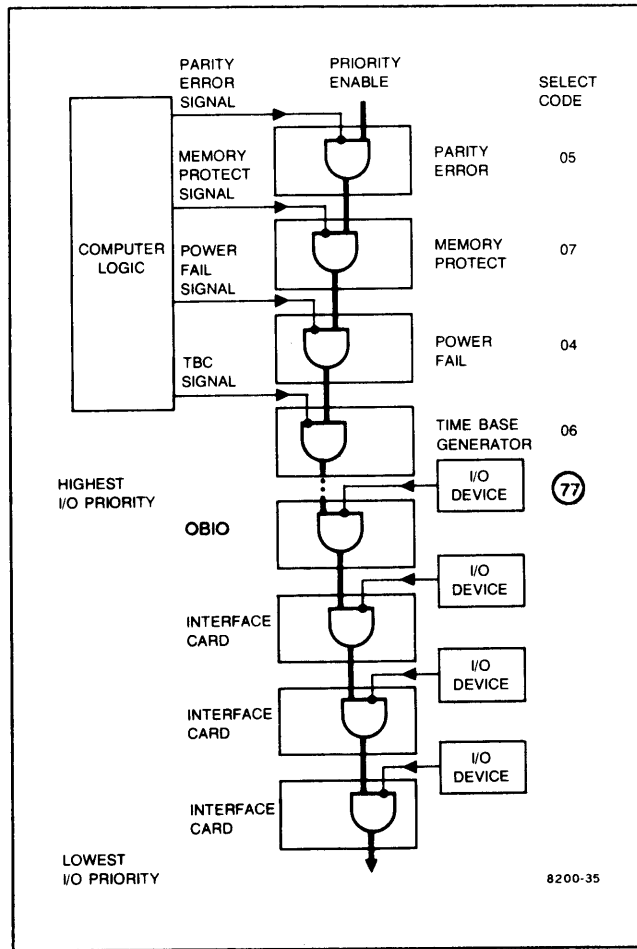 PARITY
ERROR
SIGNAL
PRIORITY
ENABLE
SELECT
CODE
COMPUTER
LOGIC
PARITY
ERROR
05
MEMORY
PROTECT
SIGNAL
MEMORY
PROTECT
07
POWER
FAIL
SIGNAL
POWER
FAIL
04
TBC
SIGNAL
TIME BASE
GENERATOR
06
HIGHEST
I/O PRIORITY
I/O
DEVICE
77
OBIO
I/O
DEVICE
INTERFACE
CARD
I/O
DEVICE
INTERFACE
CARD
I/O
DEVICE
INTERFACE
CARD
LOWEST
I/O PRIORITY
8200-35